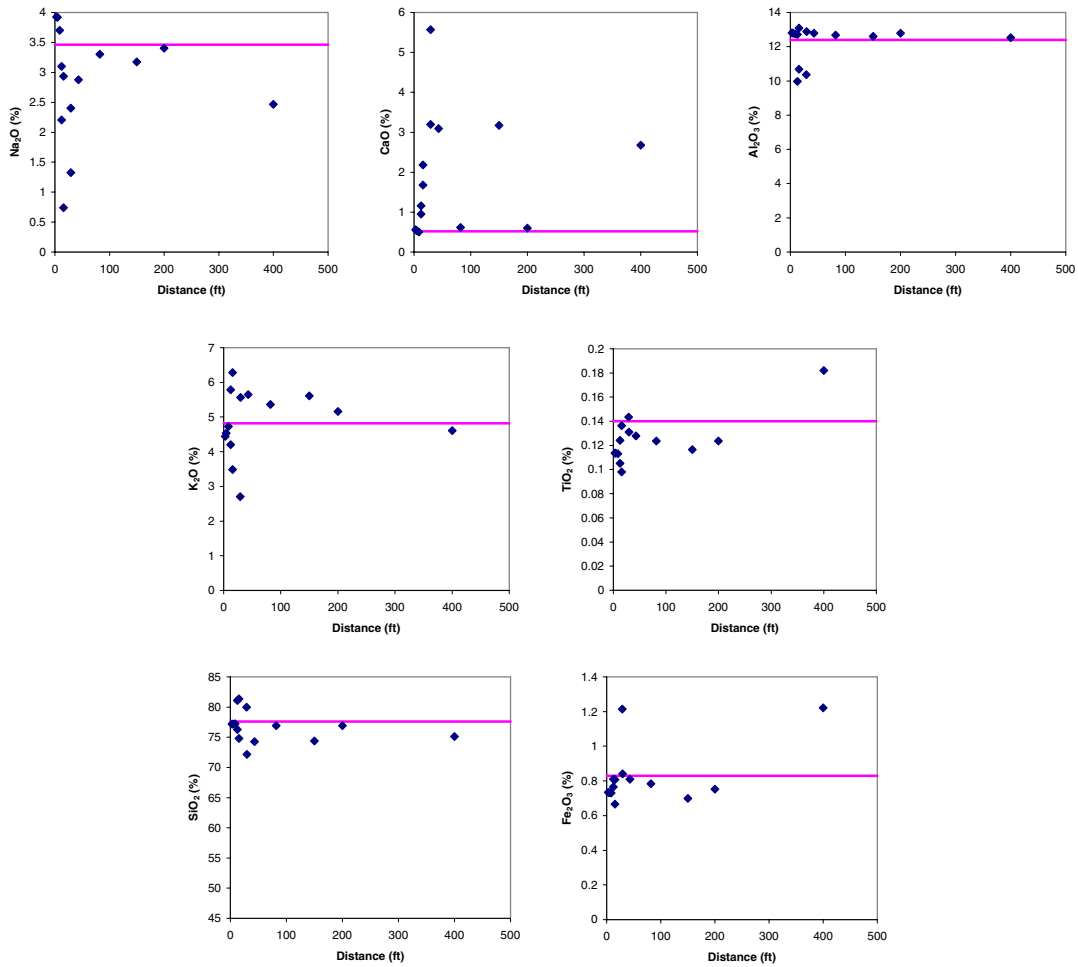 4
3.5
3
2.5
2
1.5
1
0.5
0
Na₂O (%)
0 100 200 300 400 500
Distance (ft)
6
5
4
3
2
1
0
CaO (%)
0 100 200 300 400 500
Distance (ft)
14
12
10
8
6
4
2
0
Al₂O₃ (%)
0 100 200 300 400 500
Distance (ft)
7
6
5
4
3
2
1
0
K₂O (%)
0 100 200 300 400 500
Distance (ft)
0.2
0.18
0.16
0.14
0.12
0.1
0.08
0.06
0.04
0.02
0
TiO₂ (%)
0 100 200 300 400 500
Distance (ft)
85
80
75
70
65
60
55
50
45
SiO₂ (%)
0 100 200 300 400 500
Distance (ft)
1.4
1.2
1
0.8
0.6
0.4
0.2
0
Fe₂O₃ (%)
0 100 200 300 400 500
Distance (ft)